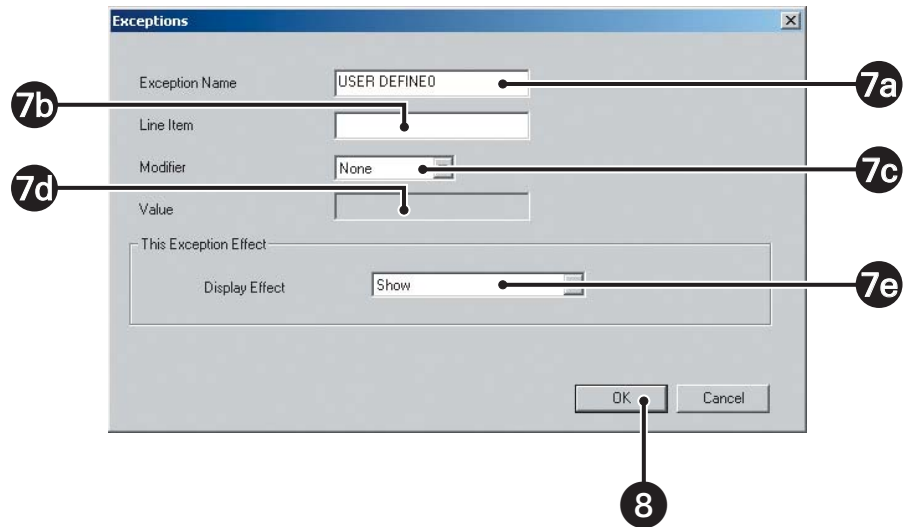 Exceptions
Exception Name
USER DEFINE0
7a
7b
Line Item
Modifier
None
7c
7d
Value
This Exception Effect
Display Effect
Show
7e
OK
Cancel
8